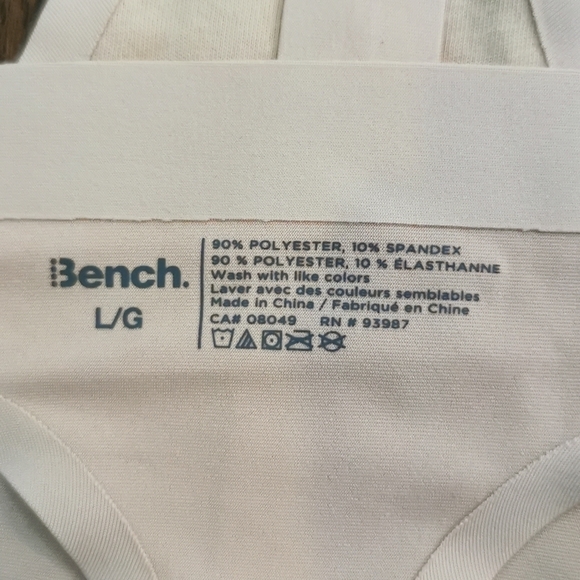 Bench.
L/G
90% POLYESTER, 10% SPANDEX
90 % POLYESTER, 10 % ÉLASTHANNE
Wash with like colors
Laver avec des couleurs semblables
Made in China / Fabriqué en Chine
CA# 08049 RN # 93987